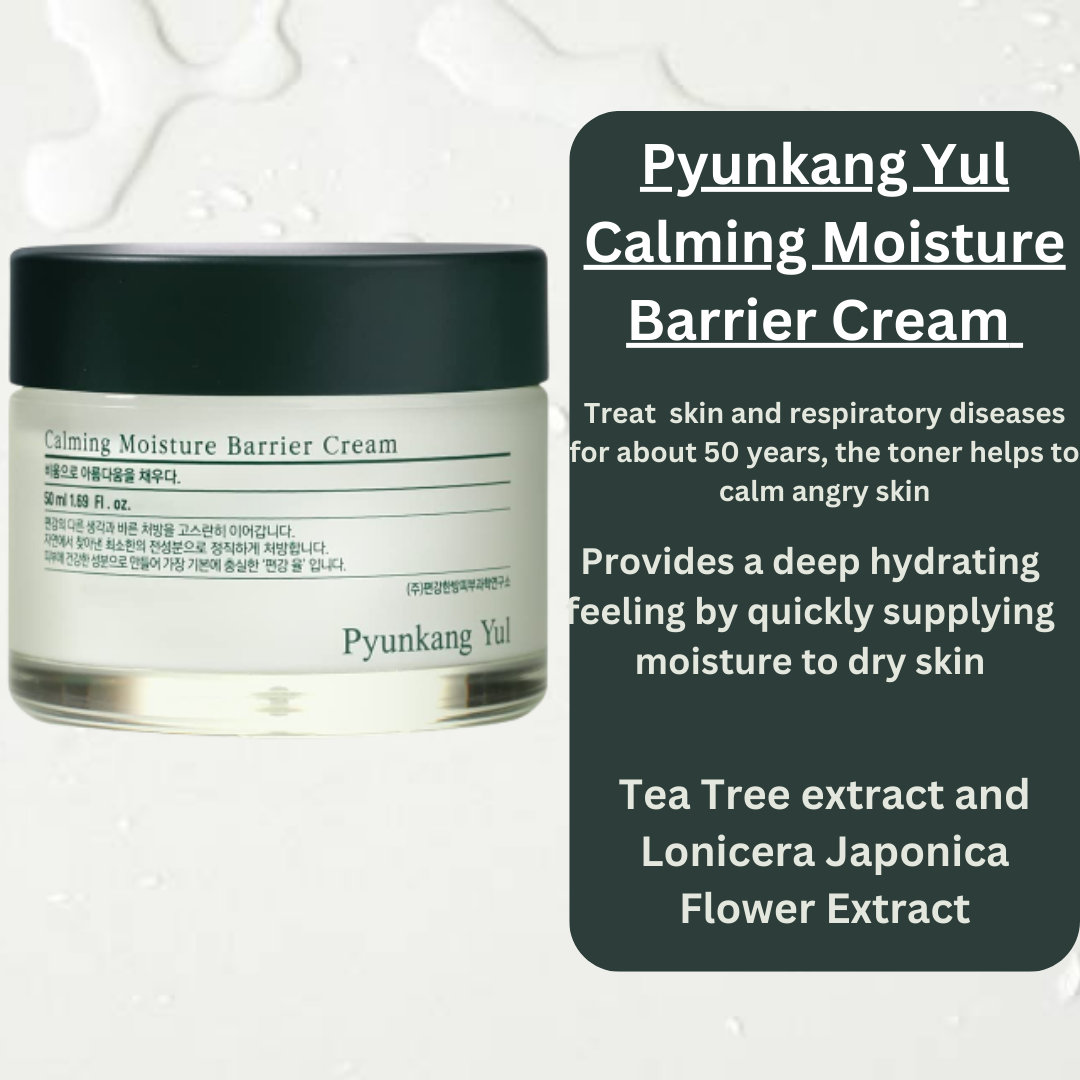 Pyunkang Yul
Calming Moisture
Barrier Cream
Treat skin and respiratory diseases
for about 50 years, the toner helps to
calm angry skin
Provides a deep hydrating
feeling by quickly supplying
moisture to dry skin
Tea Tree extract and
Lonicera Japonica
Flower Extract
Calming Moisture Barrier Cream
비움으로 아름다움을 채우다.
50 ml 1.69 Fl. oz.
편강의 다른 생각과 바른 처방을 고스란히 이어갑니다.
자연에서 찾아낸 최소한의 전성분으로 정직하게 처방합니다.
피부에 건강한 성분으로 만들어 가장 기본에 충실한 '편강 율' 입니다.
(주)편강한방피부과학연구소
Pyunkang Yul